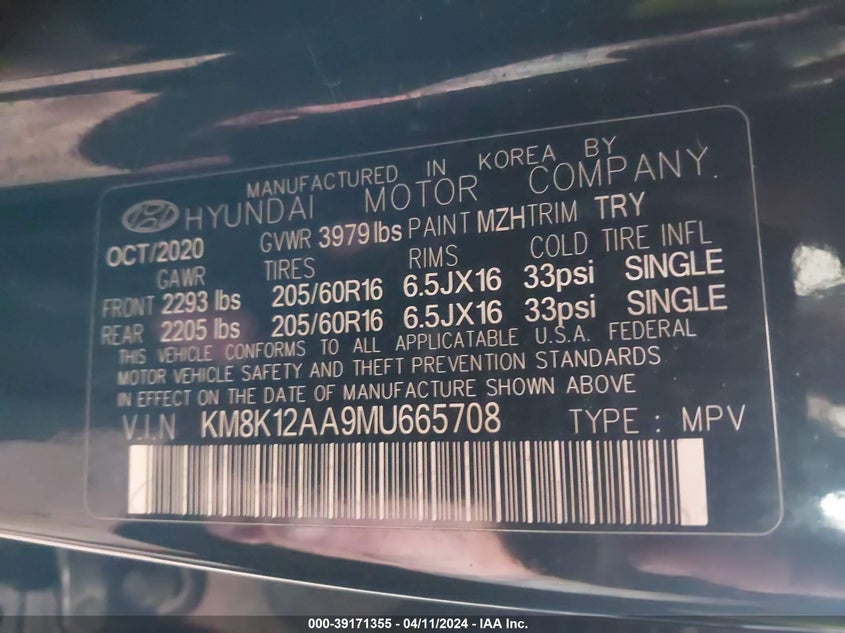 MANUFACTURED IN KOREA BY
HYUNDAI MOTOR COMPANY.
OCT/2020 GVWR 3979 lbs PAINT MZH TRIM TRY
GAWR TIRES RIMS COLD TIRE INFL
FRONT 2293 lbs 205/60R16 6.5JX16 33psi SINGLE
REAR 2205 lbs 205/60R16 6.5JX16 33psi SINGLE
THIS VEHICLE CONFORMS TO ALL APPLICATABLE U.S.A. FEDERAL
MOTOR VEHICLE SAFETY AND THEFT PREVENTION STANDARDS
IN EFFECT ON THE DATE OF MANUFACTURE SHOWN ABOVE
V.I.N KM8K12AA9MU665708 TYPE : MPV
000-39171355 - 04/11/2024 - IAA Inc.